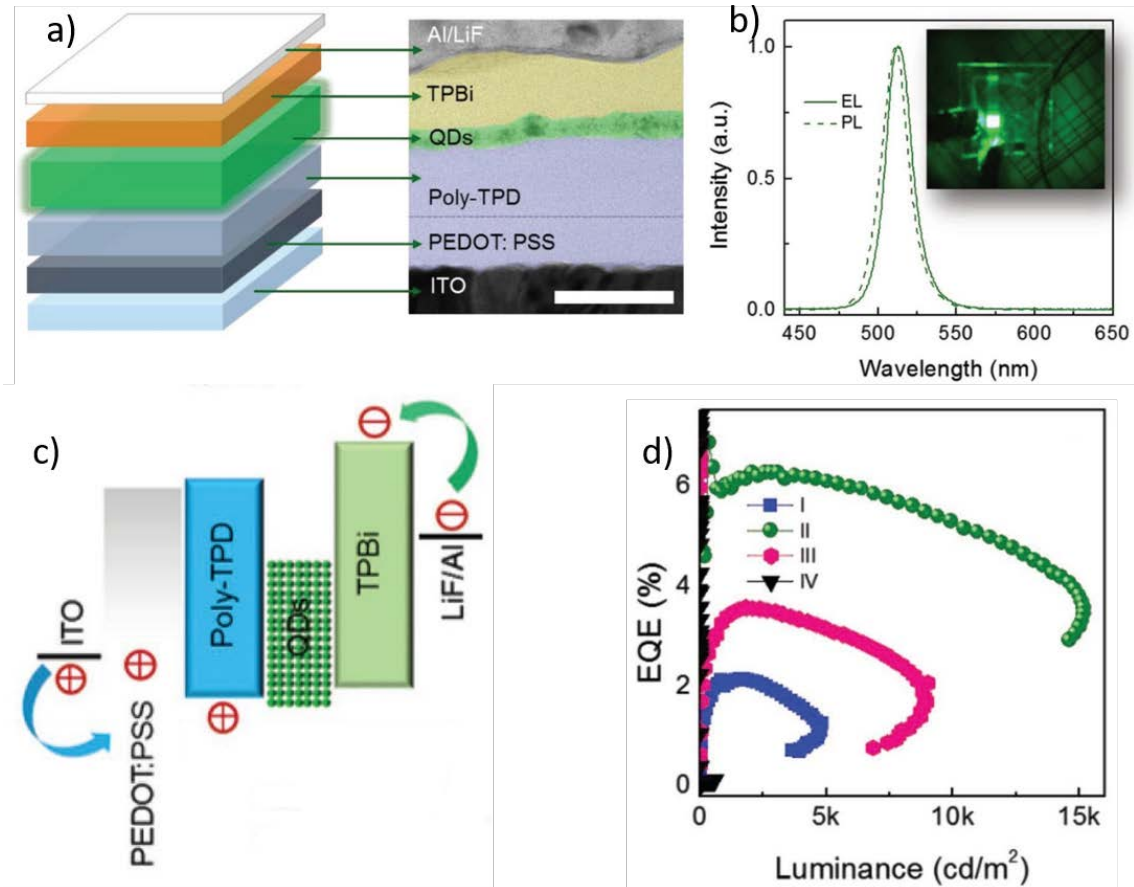 a)
Al/LiF
TPBi
QDs
Poly-TPD
PEDOT: PSS
ITO
b)
1.0
0.5
0.0
Intensity (a.u.)
EL
PL
450
500
550
600
650
Wavelength (nm)
c)
ITO
PEDOT:PSS
Poly-TPD
QDs
TPBi
LiF/Al
d)
6
4
2
0
EQE (%)
I
II
III
IV
0
5k
10k
15k
Luminance (cd/m²)